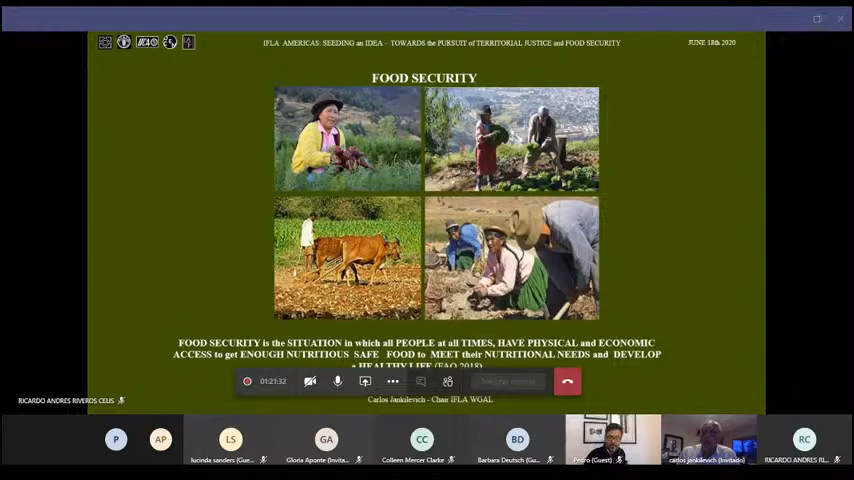 IICA
IFLA AMERICAS: SEEDING an IDEA - TOWARDS the PURSUIT of TERRITORIAL JUSTICE and FOOD SECURITY
JUNE 18th 2020
FOOD SECURITY
FOOD SECURITY is the SITUATION in which all PEOPLE at all TIMES, HAVE PHYSICAL and ECONOMIC
ACCESS to get ENOUGH NUTRITIOUS SAFE FOOD to MEET their NUTRITIONAL NEEDS and DEVELOP
a HEALTHY LIFE (FAO 2018)
01:21:32
RICARDO ANDRES RIVEROS CELIS
Carlos Jankilevich - Chair IFLA WGAL
P
AP
LS
GA
CC
BD
RC
lucinda sanders (Gue...
Gloria Aponte (Invita...
Colleen Mercer Clarke
Barbara Deutsch (Gu...
Pedro (Guest)
carlos jankilevich (Invitado)
RICARDO ANDRES RI...